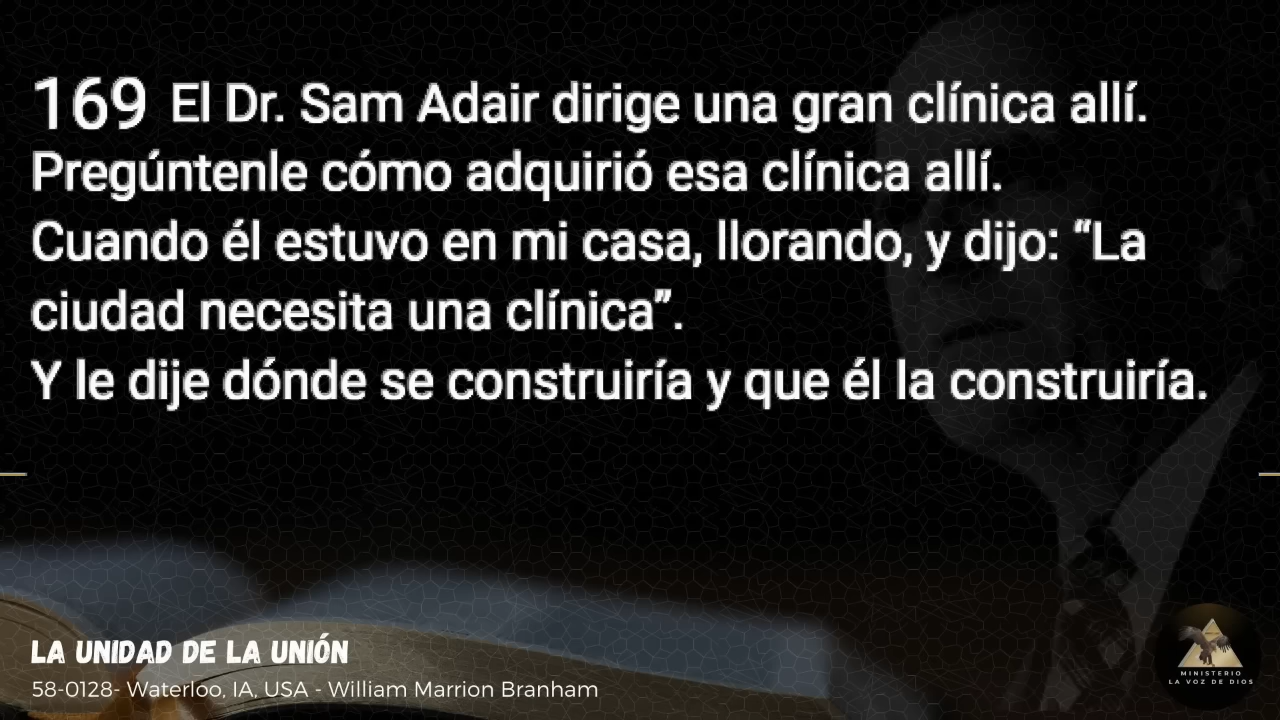 169 El Dr. Sam Adair dirige una gran clínica allí.
Pregúntenle cómo adquirió esa clínica allí.
Cuando él estuvo en mi casa, llorando, y dijo: “La
ciudad necesita una clínica”.
Y le dije dónde se construiría y que él la construiría.
LA UNIDAD DE LA UNIÓN
58-0128- Waterloo, IA, USA - William Marrion Branham
MINISTERIO
LA VOZ DE DIOS